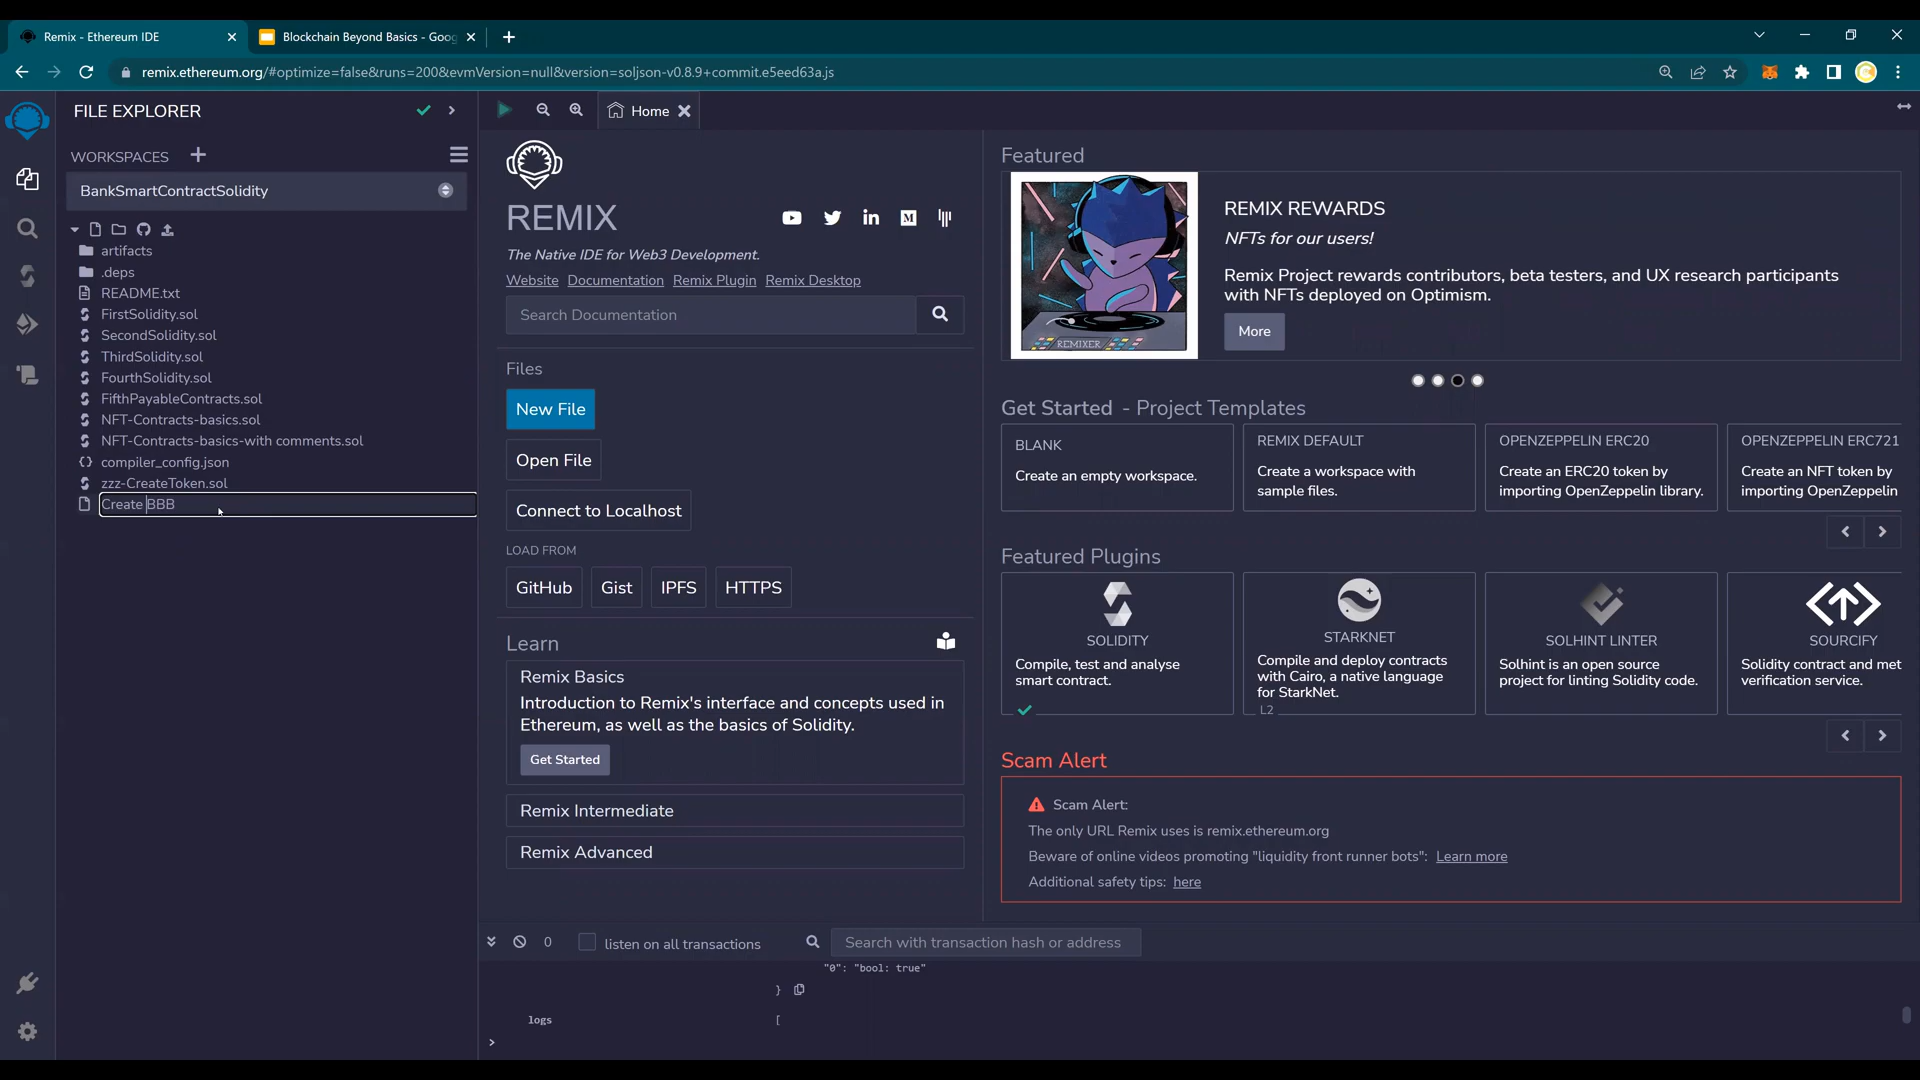 Remix - Ethereum IDE
Blockchain Beyond Basics - Goog
remix.ethereum.org/#optimize=false&runs=200&evmVersion=null&version=soljson-v0.8.9+commit.e5eed63a.js
FILE EXPLORER
WORKSPACES
BankSmartContractSolidity
artifacts
.deps
README.txt
FirstSolidity.sol
SecondSolidity.sol
ThirdSolidity.sol
FourthSolidity.sol
FifthPayableContracts.sol
NFT-Contracts-basics.sol
NFT-Contracts-basics-with comments.sol
compiler_config.json
zzz-CreateToken.sol
Create BBB
Home
REMIX
The Native IDE for Web3 Development.
Website Documentation Remix Plugin Remix Desktop
Search Documentation
Files
New File
Open File
Connect to Localhost
LOAD FROM
GitHub Gist IPFS HTTPS
Learn
Remix Basics
Introduction to Remix's interface and concepts used in
Ethereum, as well as the basics of Solidity.
Get Started
Remix Intermediate
Remix Advanced
Featured
REMIXER
REMIX REWARDS
NFTs for our users!
Remix Project rewards contributors, beta testers, and UX research participants
with NFTs deployed on Optimism.
More
Get Started - Project Templates
BLANK
Create an empty workspace.
REMIX DEFAULT
Create a workspace with
sample files.
OPENZEPPELIN ERC20
Create an ERC20 token by
importing OpenZeppelin library.
OPENZEPPELIN ERC721
Create an NFT token by
importing OpenZeppelin
Featured Plugins
SOLIDITY
Compile, test and analyse
smart contract.
STARKNET
Compile and deploy contracts
with Cairo, a native language
for StarkNet.
L2
SOLHINT LINTER
Solhint is an open source
project for linting Solidity code.
SOURCIFY
Solidity contract and met
verification service.
Scam Alert
Scam Alert:
The only URL Remix uses is remix.ethereum.org
Beware of online videos promoting "liquidity front runner bots": Learn more
Additional safety tips: here
0 listen on all transactions Search with transaction hash or address
"0": "bool: true"
}
logs [
>